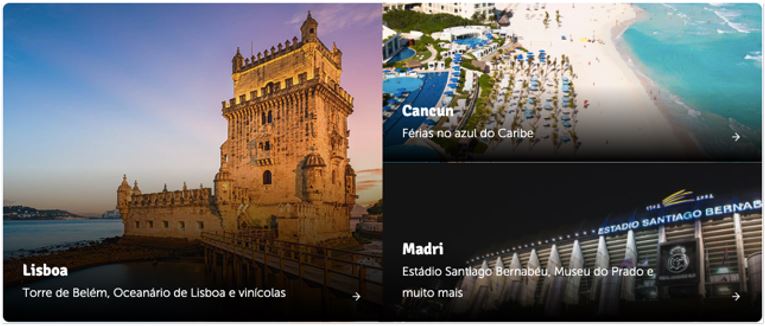 Lisboa
Torre de Belém, Oceanário de Lisboa e vinícolas
Cancun
Férias no azul do Caribe
ESTADIO SANTIAGO BERNAB
Madri
Estádio Santiago Bernabéu, Museu do Prado e
muito mais